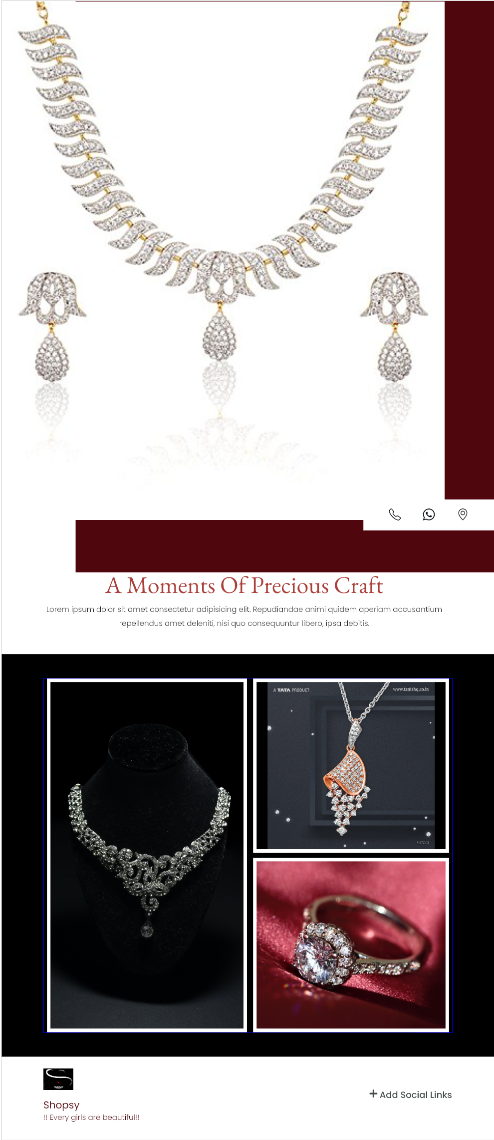 A Moments Of Precious Craft
Lorem ipsum dolor sit amet consectetur adipisicing elit. Repudiandae animi quidem aperiam accusantium
repellendus amet deleniti, nisi quo consequuntur libero, ipsa debitis.
A TATA PRODUCT
www.tanishq.co.in
Shopsy
!! Every girls are beautiful!!
+ Add Social Links